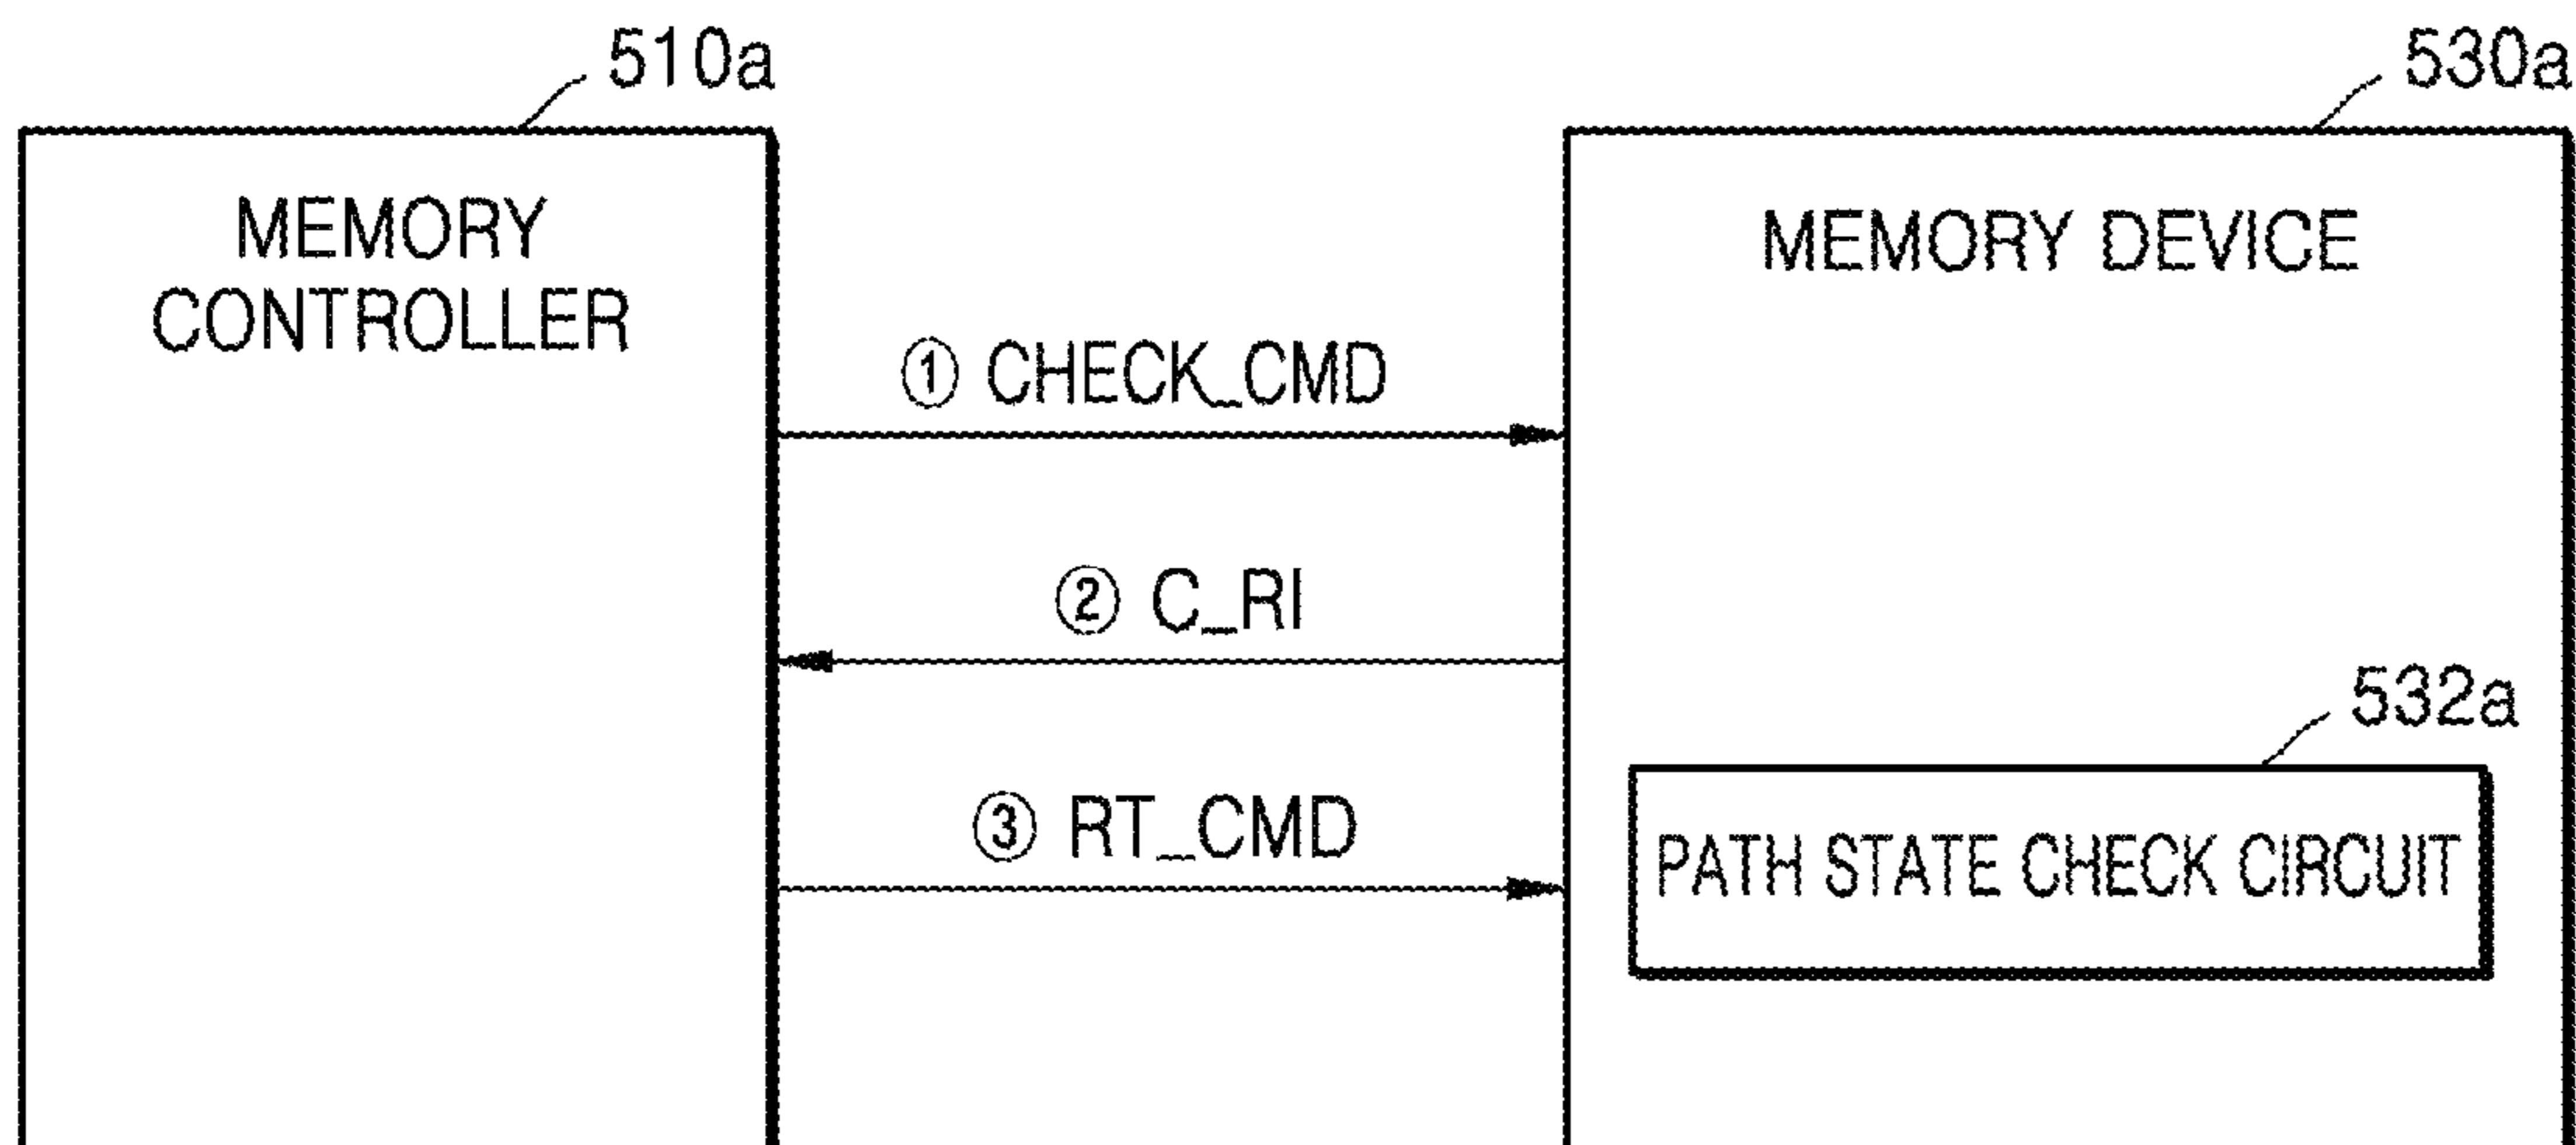 510a
530a
MEMORY
CONTROLLER
MEMORY DEVICE
① CHECK_CMD
② C_RI
532a
③ RT_CMD
PATH STATE CHECK CIRCUIT